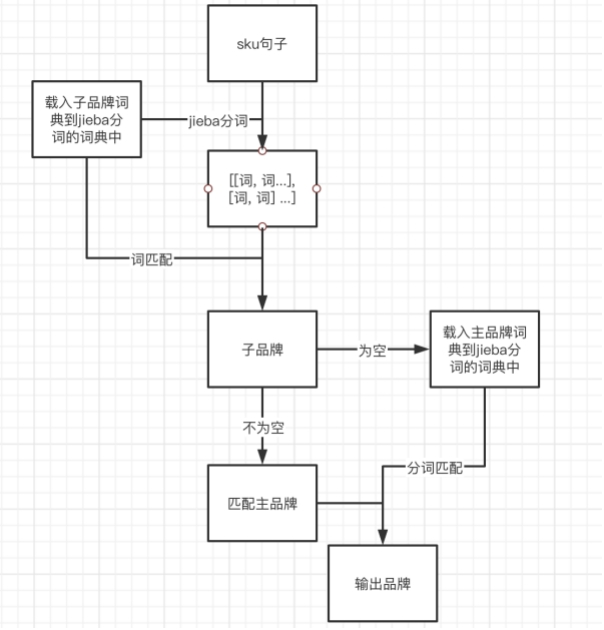 sku句子
载入子品牌词
典到jieba分
词的词典中
jieba分词
[[词, 词...],
[词, 词] ...]
词匹配
子品牌
为空
载入主品牌词
典到jieba分
词的词典中
不为空
分词匹配
匹配主品牌
输出品牌